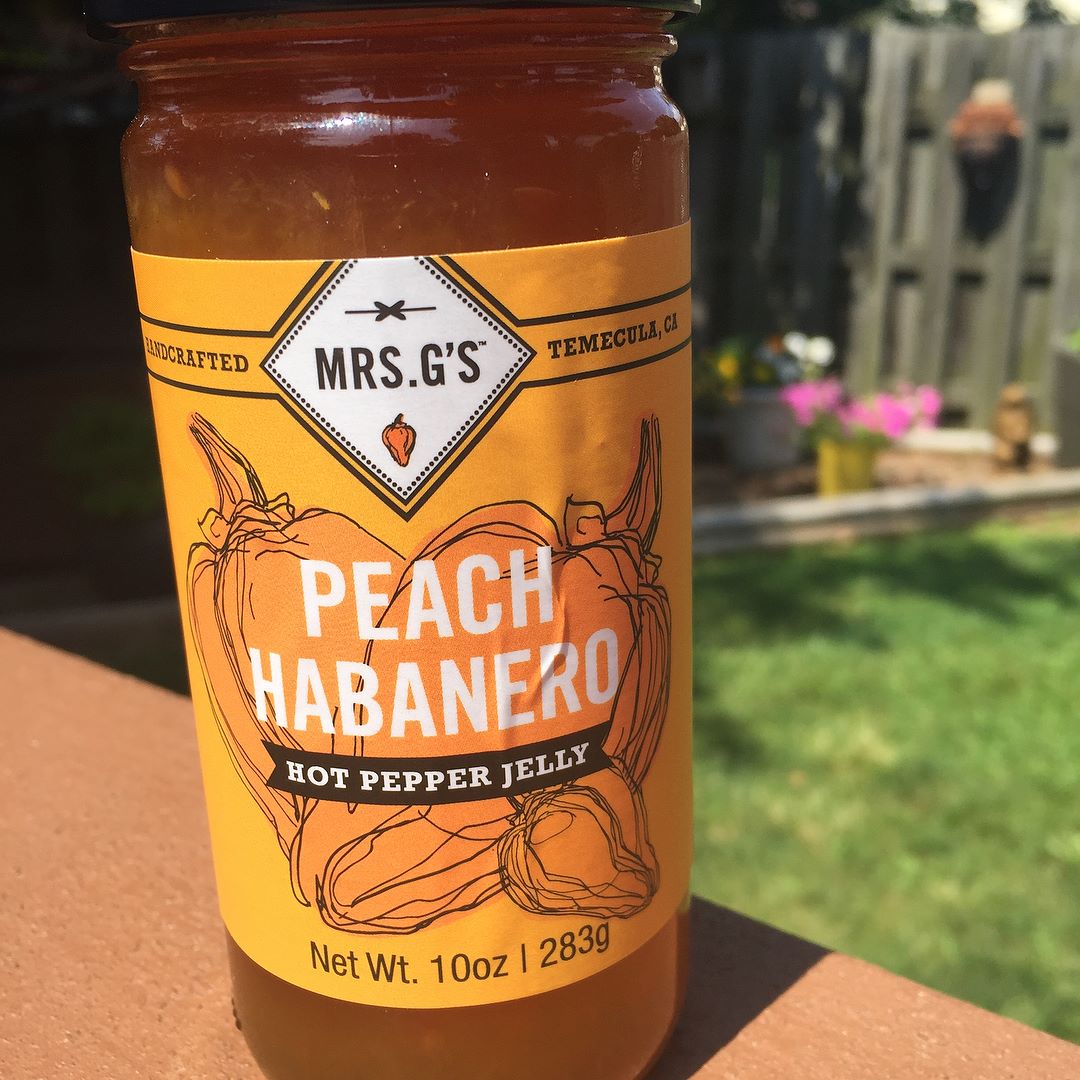 HANDCRAFTED
MRS.G'S™
TEMECULA, CA
PEACH
HABANERO
HOT PEPPER JELLY
Net Wt. 10oz | 283g